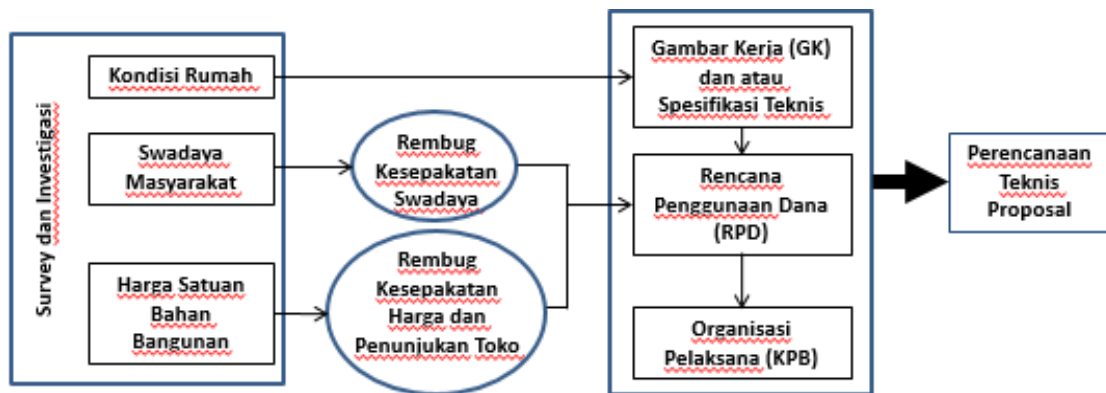 Survey dan Investigasi
Kondisi Rumah
Swadaya
Masyarakat
Harga Satuan
Bahan
Bangunan
Rembug
Kesepakatan
Swadaya
Rembug
Kesepakatan
Harga dan
Penunjukan Toko
Gambar Kerja (GK)
dan atau
Spesifikasi Teknis
Rencana
Penggunaan Dana
(RPD)
Organisasi
Pelaksana (KPB)
Perencanaan
Teknis
Proposal